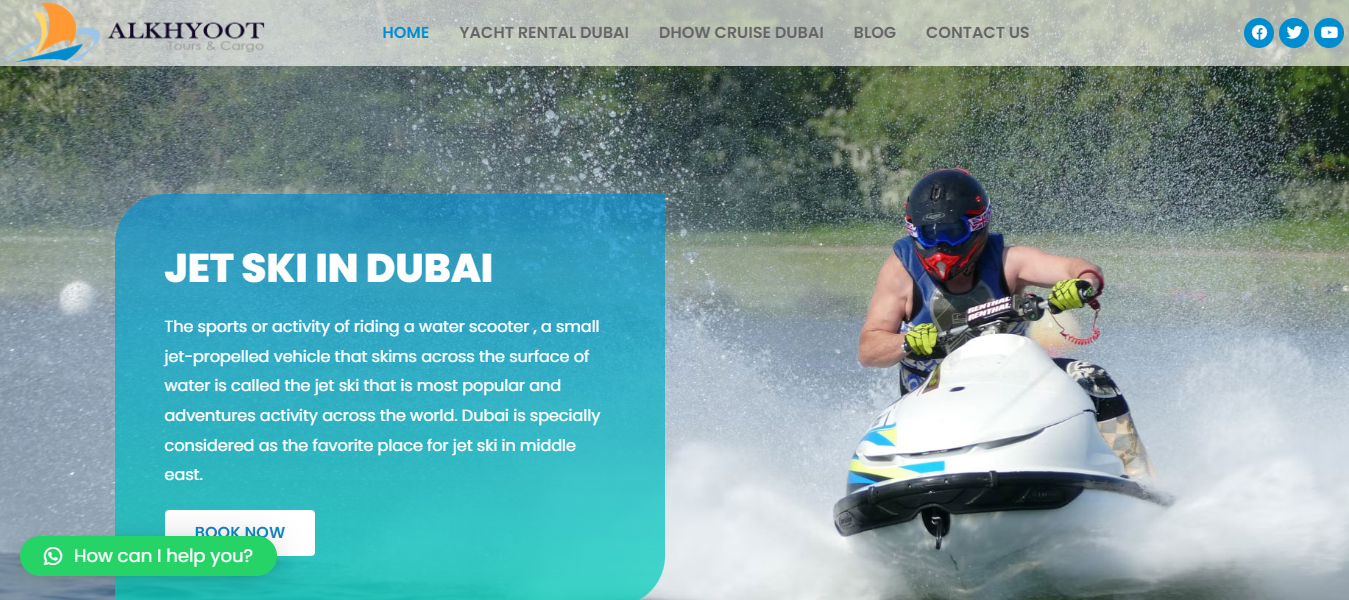 ALKHYOOT
Tours & Cargo
HOME YACHT RENTAL DUBAI DHOW CRUISE DUBAI BLOG CONTACT US
JET SKI IN DUBAI
The sports or activity of riding a water scooter , a small
jet-propelled vehicle that skims across the surface of
water is called the jet ski that is most popular and
adventures activity across the world. Dubai is specially
considered as the favorite place for jet ski in middle
east.
BOOK NOW
How can I help you?
RENTHAL
RENTHAL